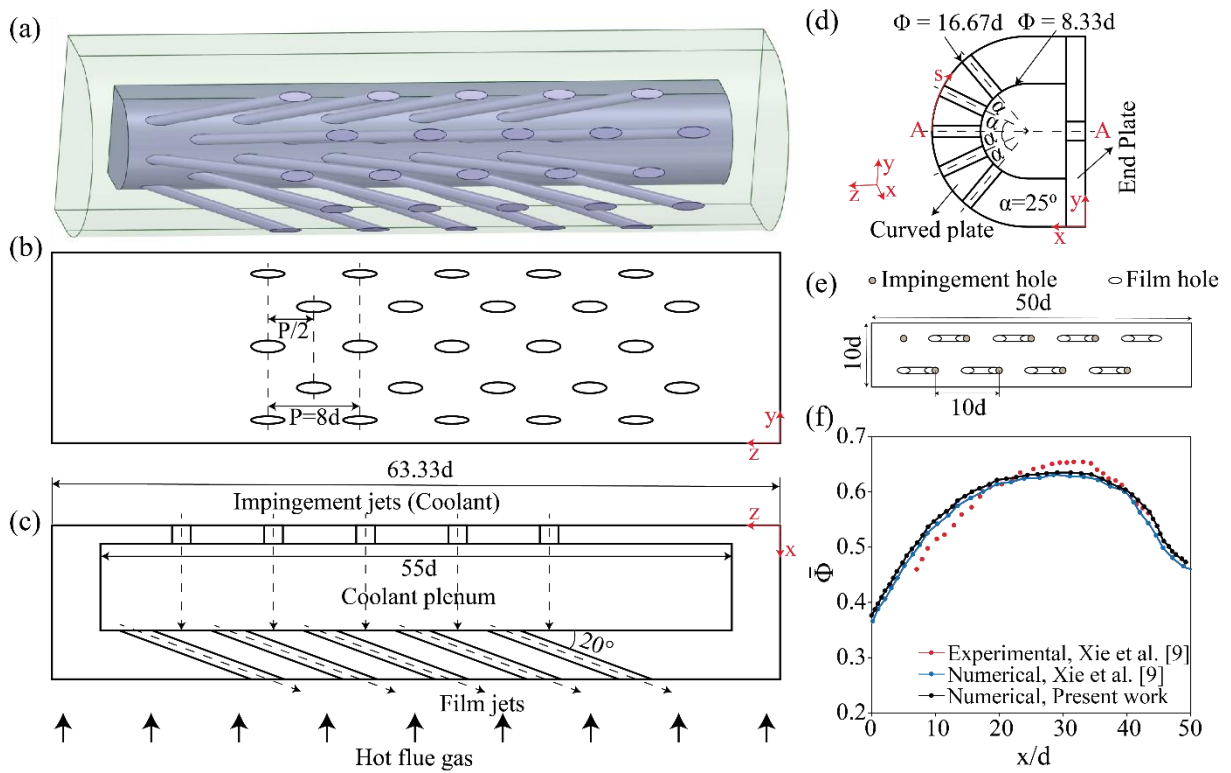 (a)
(b)
P/2
P=8d
y
z
63.33d
(c)
Impingement jets (Coolant)
z
x
55d
Coolant plenum
20°
Film jets
Hot flue gas
(d)
Φ = 16.67d
Φ = 8.33d
s
α
α
α
α
A
A
End Plate
y
z
x
α=25°
Curved plate
y
x
(e)
Impingement hole
Film hole
50d
10d
10d
(f)
0.7
0.6
0.5
0.4
0.3
0.2
Φ̄
Experimental, Xie et al. [9]
Numerical, Xie et al. [9]
Numerical, Present work
0 10 20 30 40 50
x/d